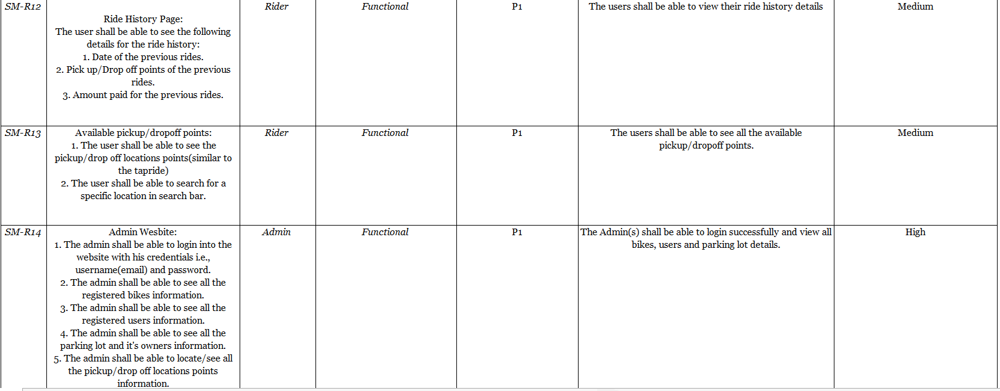 SM-R12
Ride History Page:
The user shall be able to see the following
details for the ride history:
1. Date of the previous rides.
2. Pick up/Drop off points of the previous
rides.
3. Amount paid for the previous rides.
Rider
Functional
P1
The users shall be able to view their ride history details
Medium
SM-R13
Available pickup/dropoff points:
1. The user shall be able to see the
pickup/drop off locations points(similar to
the tapride)
2. The user shall be able to search for a
specific location in search bar.
Rider
Functional
P1
The users shall be able to see all the available
pickup/dropoff points.
Medium
SM-R14
Admin Wesbite:
1. The admin shall be able to login into the
website with his credentials i.e.,
username(email) and password.
2. The admin shall be able to see all the
registered bikes information.
3. The admin shall be able to see all the
registered users information.
4. The admin shall be able to see all the
parking lot and it's owners information.
5. The admin shall be able to locate/see all
the pickup/drop off locations points
information.
Admin
Functional
P1
The Admin(s) shall be able to login successfully and view all
bikes, users and parking lot details.
High